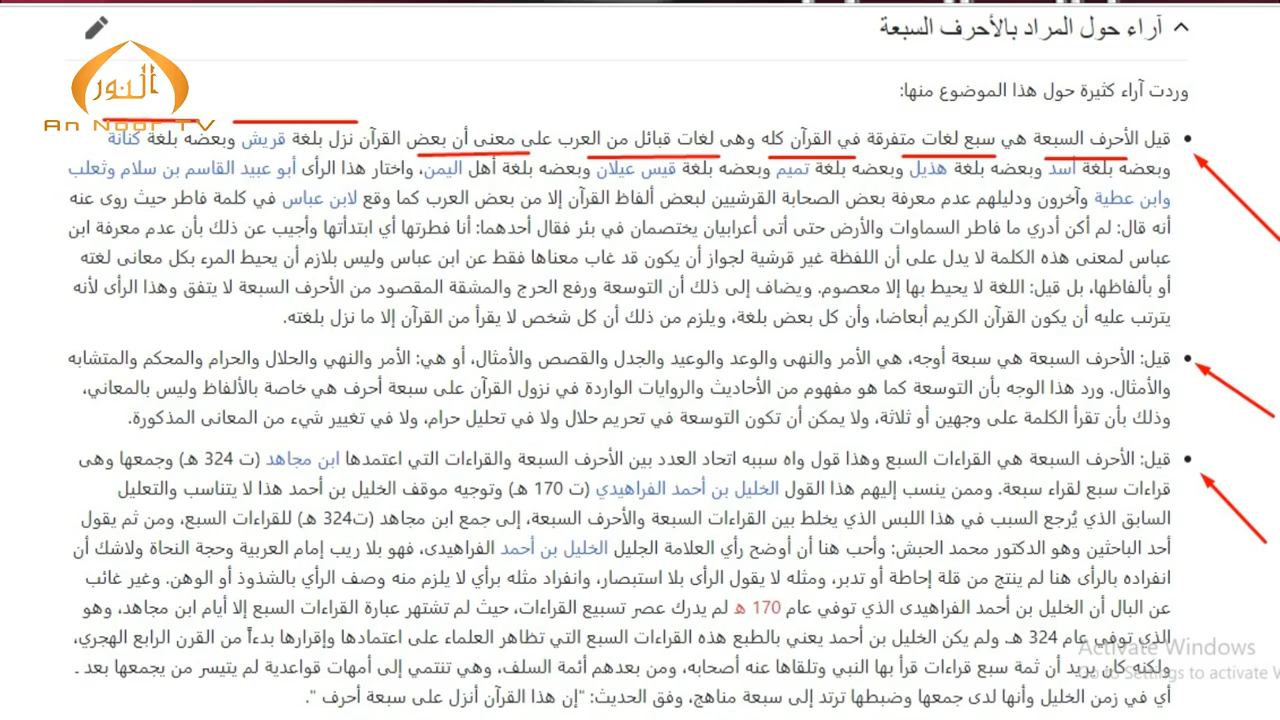 آراء حول المراد بالأحرف السبعة
النور
An Noor TV
وردت آراء كثيرة حول هذا الموضوع منها:
قيل الأحرف السبعة هي سبع لغات متفرقة في القرآن كله وهى لغات قبائل من العرب على معنى أن بعض القرآن نزل بلغة قريش وبعضه بلغة كنانة
وبعضه بلغة أسد وبعضه بلغة هذيل وبعضه بلغة تميم وبعضه بلغة قيس عيلان وبعضه بلغة أهل اليمن، واختار هذا الرأى أبو عبيد القاسم بن سلام وثعلب
وابن عطية وآخرون ودليلهم عدم معرفة بعض الصحابة القرشيين لبعض ألفاظ القرآن إلا من بعض العرب كما وقع لابن عباس في كلمة فاطر حيث روى عنه
أنه قال: لم أكن أدري ما فاطر السماوات والأرض حتى أتى أعرابيان يختصمان في بئر فقال أحدهما: أنا فطرتها أي ابتدأتها وأجيب عن ذلك بأن عدم معرفة ابن
عباس لمعنى هذه الكلمة لا يدل على أن اللفظة غير قرشية لجواز أن يكون قد غاب معناها فقط عن ابن عباس وليس بلازم أن يحيط المرء بكل معانى لغته
أو بألفاظها، بل قيل: اللغة لا يحيط بها إلا معصوم. ويضاف إلى ذلك أن التوسعة ورفع الحرج والمشقة المقصود من الأحرف السبعة لا يتفق وهذا الرأى لأنه
يترتب عليه أن يكون القرآن الكريم أبعاضا، وأن كل بعض بلغة، ويلزم من ذلك أن كل شخص لا يقرأ من القرآن إلا ما نزل بلغته.
قيل: الأحرف السبعة هي سبعة أوجه، هي الأمر والنهى والوعد والوعيد والجدل والقصص والأمثال، أو هي: الأمر والنهي والحلال والحرام والمحكم والمتشابه
والأمثال. ورد هذا الوجه بأن التوسعة كما هو مفهوم من الأحاديث والروايات الواردة في نزول القرآن على سبعة أحرف هي خاصة بالألفاظ وليس بالمعاني،
وذلك بأن تقرأ الكلمة على وجهين أو ثلاثة، ولا يمكن أن تكون التوسعة في تحريم حلال ولا في تحليل حرام، ولا في تغيير شيء من المعانى المذكورة.
قيل: الأحرف السبعة هي القراءات السبع وهذا قول واه سببه اتحاد العدد بين الأحرف السبعة والقراءات التي اعتمدها ابن مجاهد (ت 324 هـ) وجمعها وهى
قراءات سبع لقراء سبعة. وممن ينسب إليهم هذا القول الخليل بن أحمد الفراهيدي (ت 170 هـ) وتوجيه موقف الخليل بن أحمد هذا لا يتناسب والتعليل
السابق الذي يُرجع السبب في هذا اللبس الذي يخلط بين القراءات السبعة والأحرف السبعة، إلى جمع ابن مجاهد (ت324 هـ) للقراءات السبع، ومن ثم يقول
أحد الباحثين وهو الدكتور محمد الحبش: وأحب هنا أن أوضح رأي العلامة الجليل الخليل بن أحمد الفراهيدى، فهو بلا ريب إمام العربية وحجة النحاة ولاشك أن
انفراده بالرأى هنا لم ينتج من قلة إحاطة أو تدبر، ومثله لا يقول الرأى بلا استبصار، وانفراد مثله برأي لا يلزم منه وصف الرأي بالشذوذ أو الوهن. وغير غائب
عن البال أن الخليل بن أحمد الفراهيدى الذي توفي عام 170 ه لم يدرك عصر تسبيع القراءات، حيث لم تشتهر عبارة القراءات السبع إلا أيام ابن مجاهد، وهو
الذي توفي عام 324 هـ ولم يكن الخليل بن أحمد يعني بالطبع هذه القراءات السبع التي تظاهر العلماء على اعتمادها وإقرارها بدءاً من القرن الرابع الهجري،
ولكنه كان يريد أن ثمة سبع قراءات قرأ بها النبي وتلقاها عنه أصحابه، ومن بعدهم أئمة السلف، وهي تنتمي إلى أمهات قواعدية لم يتيسر من يجمعها بعد ـ
أي في زمن الخليل وأنها لدى جمعها وضبطها ترتد إلى سبعة مناهج، وفق الحديث: "إن هذا القرآن أنزل على سبعة أحرف ".
Activate Windows
Go to Settings to activate W